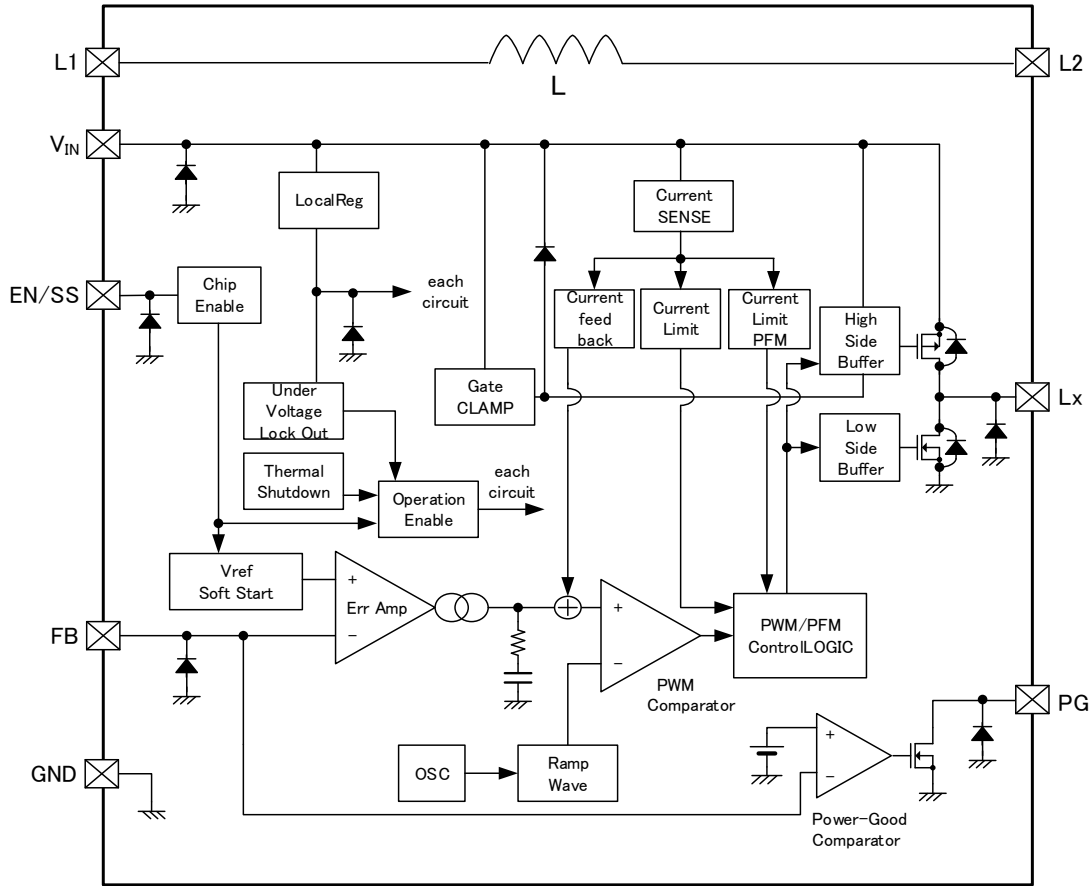 L1
L2
L
VIN
LocalReg
Current
SENSE
EN/SS
Chip
Enable
each
circuit
Current
feed
back
Current
Limit
Current
Limit
PFM
High
Side
Buffer
Under
Voltage
Lock Out
Gate
CLAMP
Lx
Low
Side
Buffer
Thermal
Shutdown
Operation
Enable
each
circuit
Vref
Soft Start
+
Err Amp
−
+
−
PWM
Comparator
PWM/PFM
ControlLOGIC
FB
PG
GND
OSC
Ramp
Wave
+
−
Power-Good
Comparator